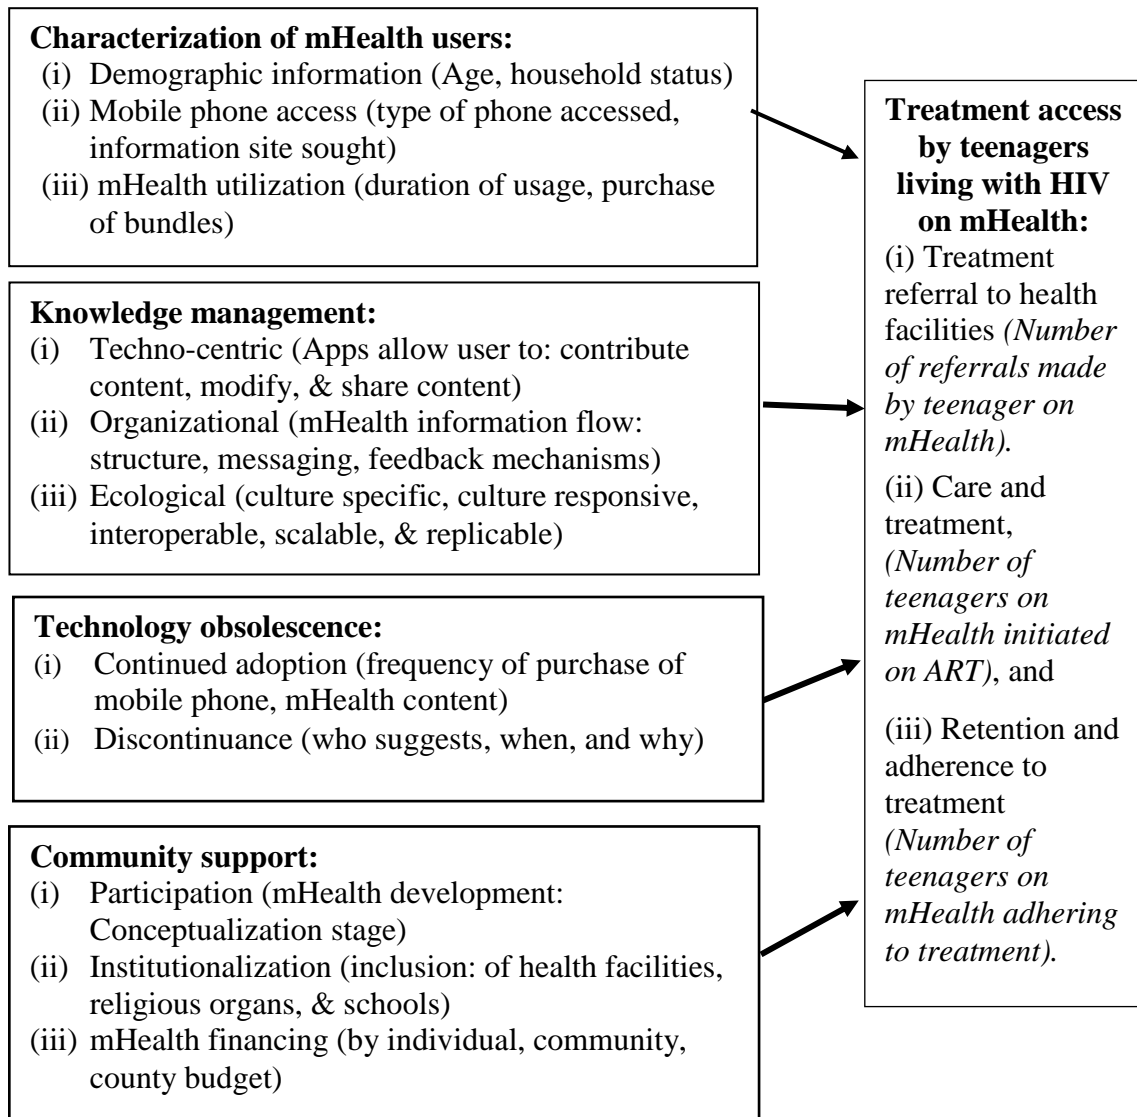 Characterization of mHealth users:
(i) Demographic information (Age, household status)
(ii) Mobile phone access (type of phone accessed,
information site sought)
(iii) mHealth utilization (duration of usage, purchase
of bundles)
Knowledge management:
(i) Techno-centric (Apps allow user to: contribute
content, modify, & share content)
(ii) Organizational (mHealth information flow:
structure, messaging, feedback mechanisms)
(iii) Ecological (culture specific, culture responsive,
interoperable, scalable, & replicable)
Technology obsolescence:
(i) Continued adoption (frequency of purchase of
mobile phone, mHealth content)
(ii) Discontinuance (who suggests, when, and why)
Community support:
(i) Participation (mHealth development:
Conceptualization stage)
(ii) Institutionalization (inclusion: of health facilities,
religious organs, & schools)
(iii) mHealth financing (by individual, community,
county budget)
Treatment access
by teenagers
living with HIV
on mHealth:
(i) Treatment
referral to health
facilities (Number
of referrals made
by teenager on
mHealth).
(ii) Care and
treatment,
(Number of
teenagers on
mHealth initiated
on ART), and
(iii) Retention and
adherence to
treatment
(Number of
teenagers on
mHealth adhering
to treatment).